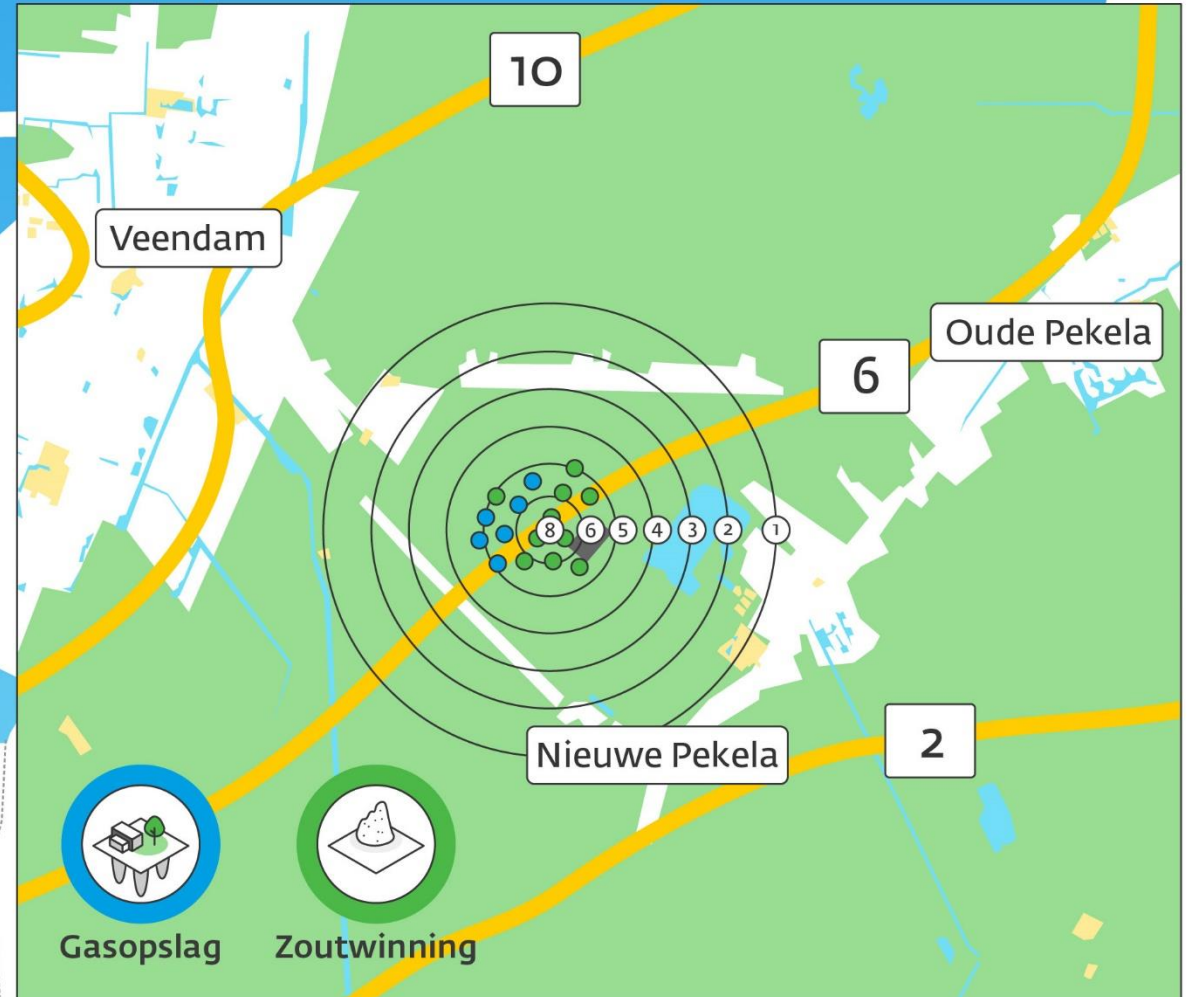 10
Veendam
Oude Pekela
6
8 6 5 4 3 2 1
Nieuwe Pekela
2
Gasopslag
Zoutwinning